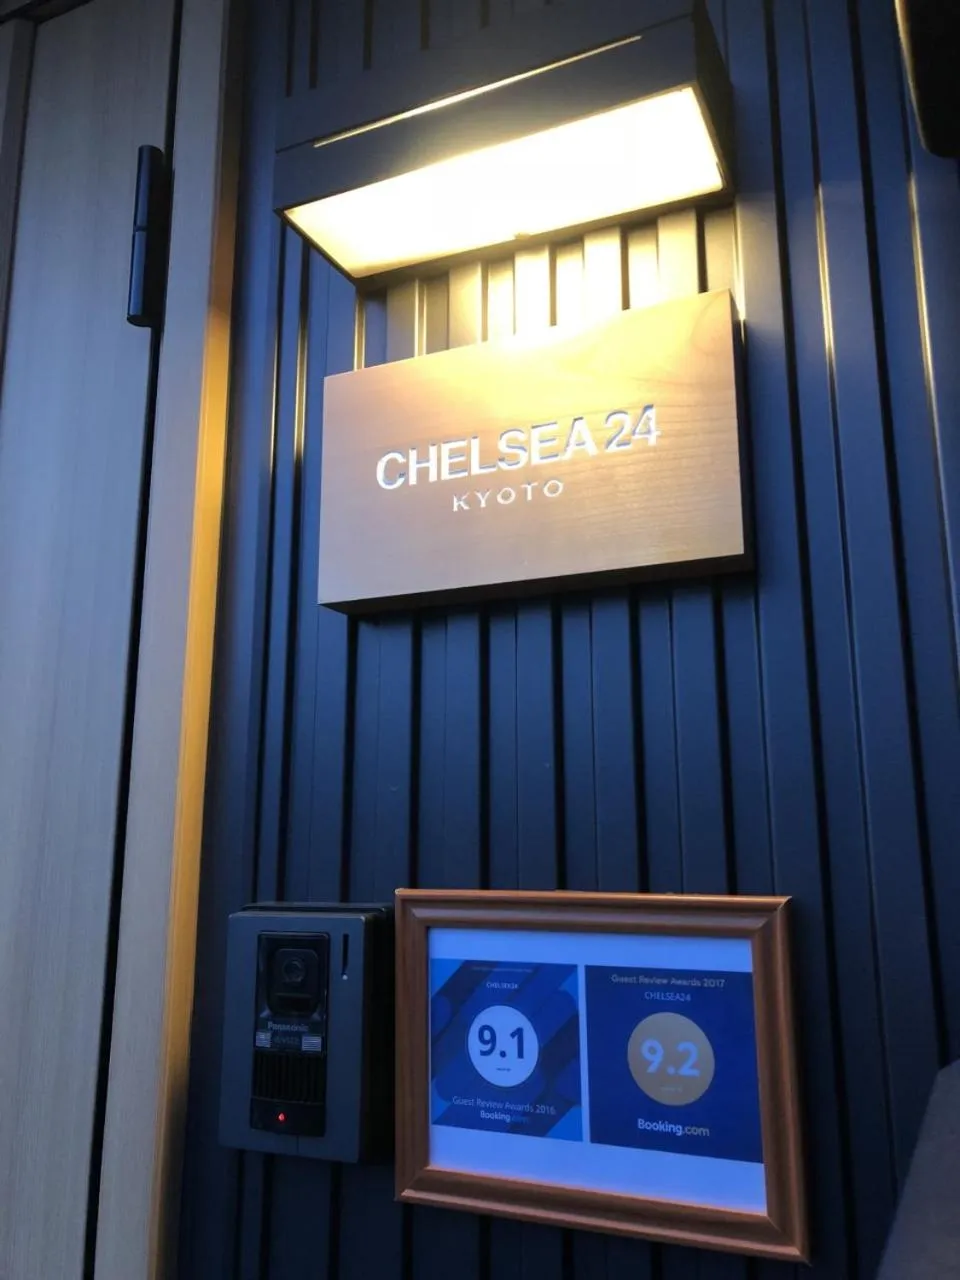 CHELSEA 24
KYOTO
Panasonic
CHELSEA24
9.1
Guest Review Awards 2016
Booking.com
Guest Review Awards 2017
CHELSEA24
9.2
Booking.com